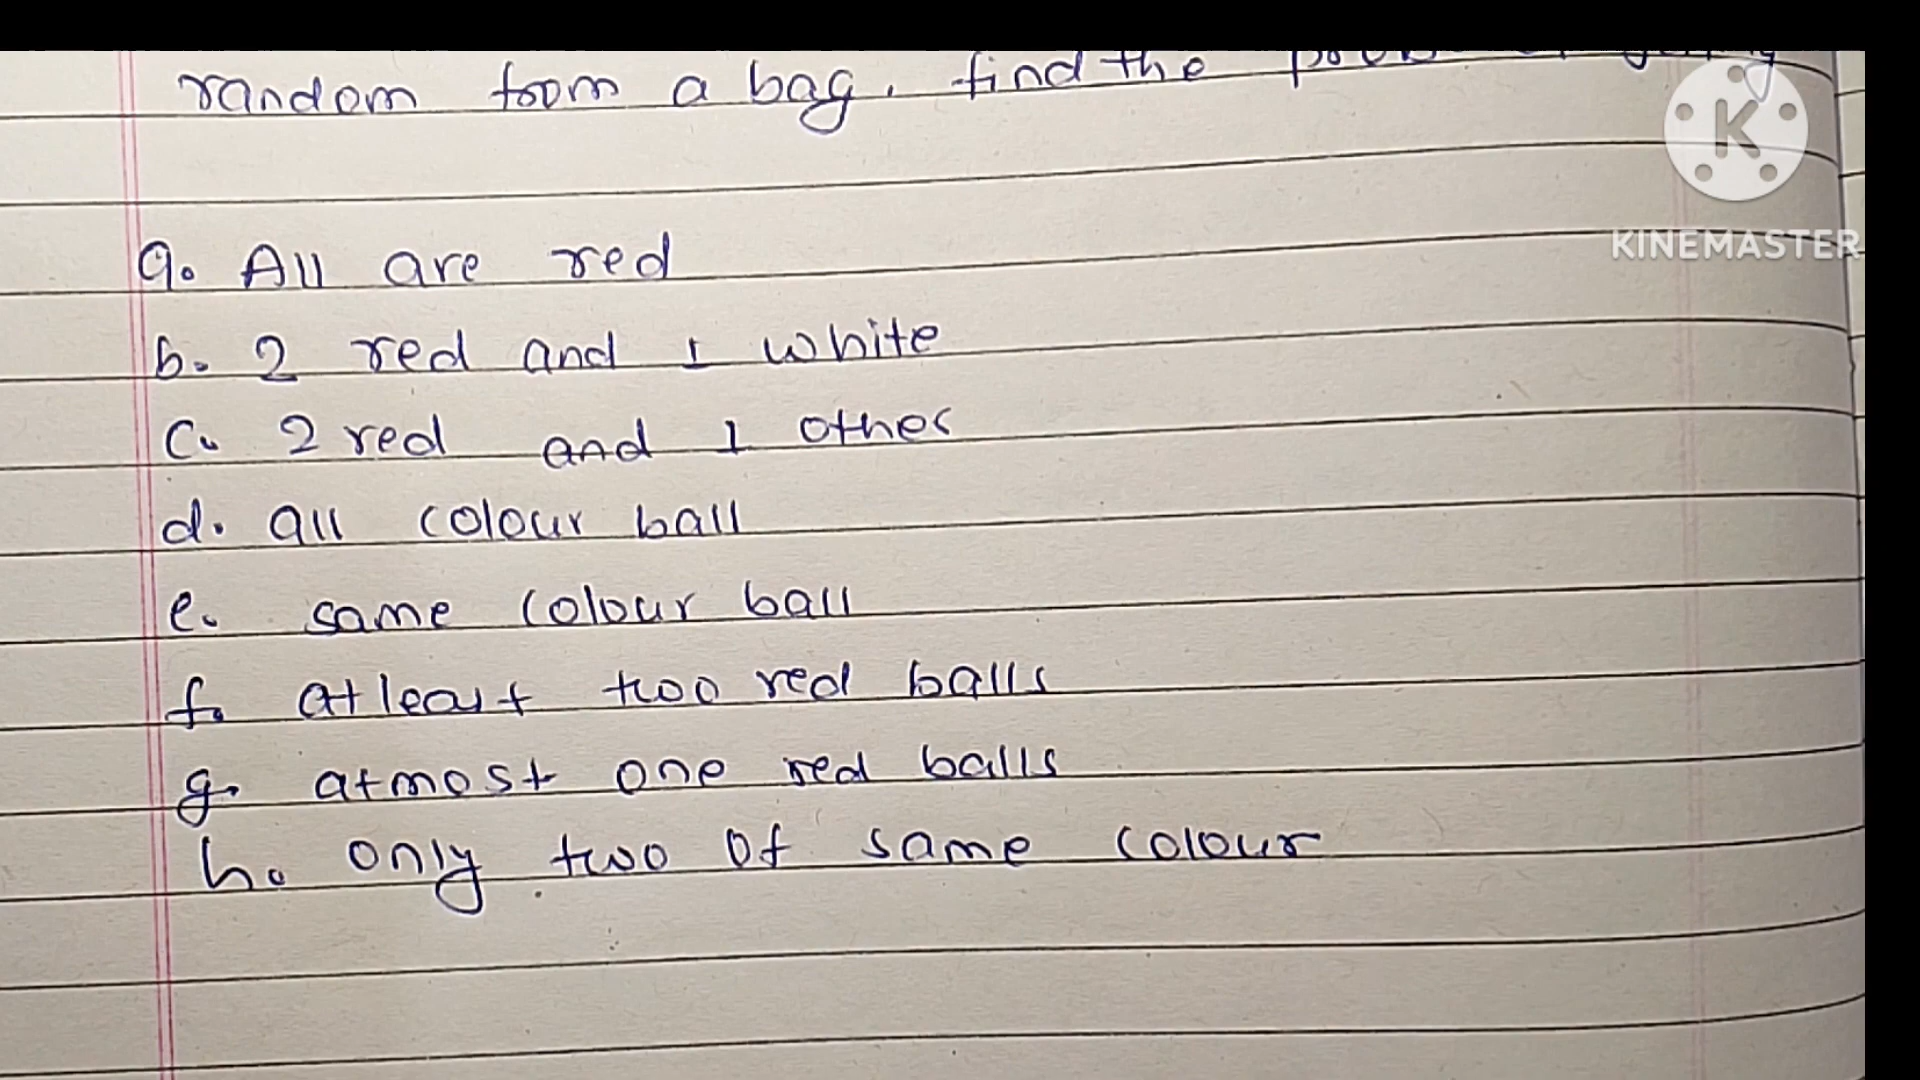 random from a bag. find the prob
K
KINEMASTER
a. All are red
b. 2 red and 1 white
c. 2 red and 1 other
d. all colour ball
e. same colour ball
f. atleast two red balls
g. atmost one red balls
h. only two of same colour